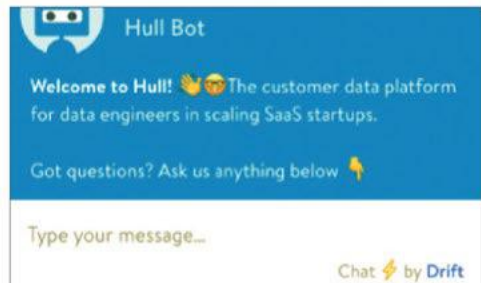 Hull Bot
Welcome to Hull! 👋🤓The customer data platform
for data engineers in scaling SaaS startups.
Got questions? Ask us anything below 👇
Type your message...
Chat ⚡ by Drift